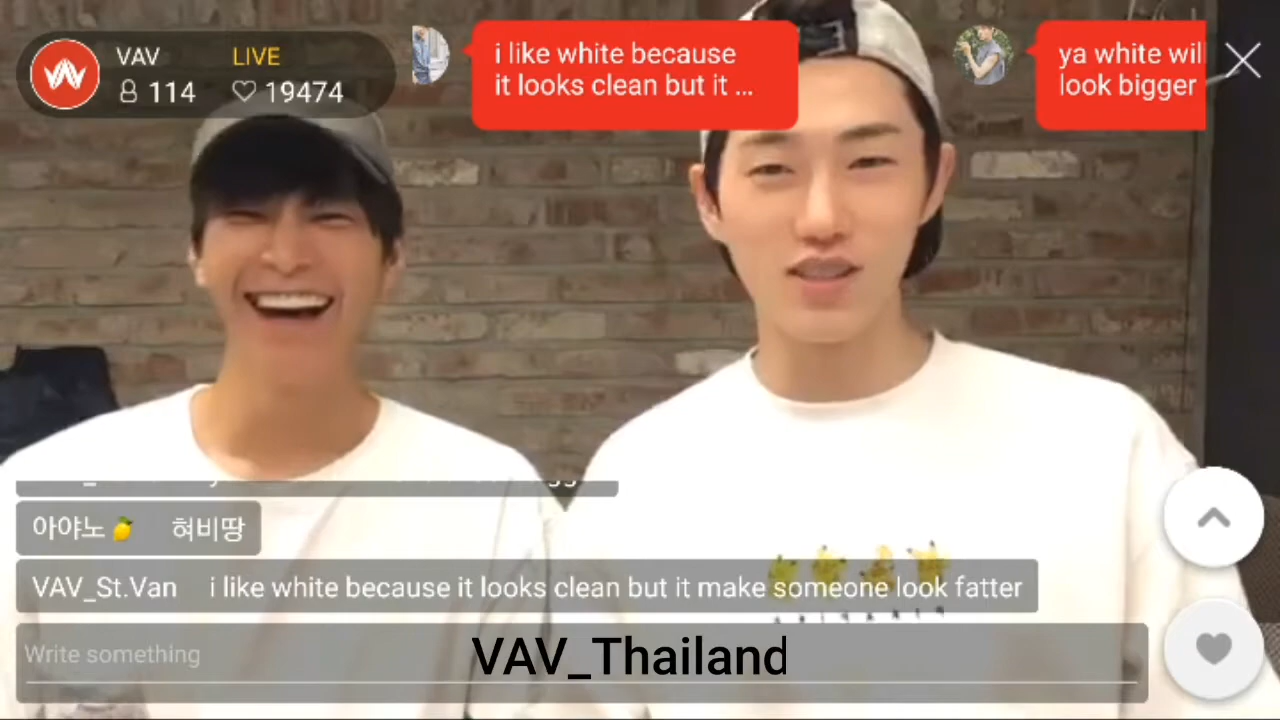 VAV LIVE
114 19474
i like white because
it looks clean but it ...
ya white wil
look bigger
아야노🍋 혀비땅
VAV_St.Van i like white because it looks clean but it make someone look fatter
Write something
VAV_Thailand